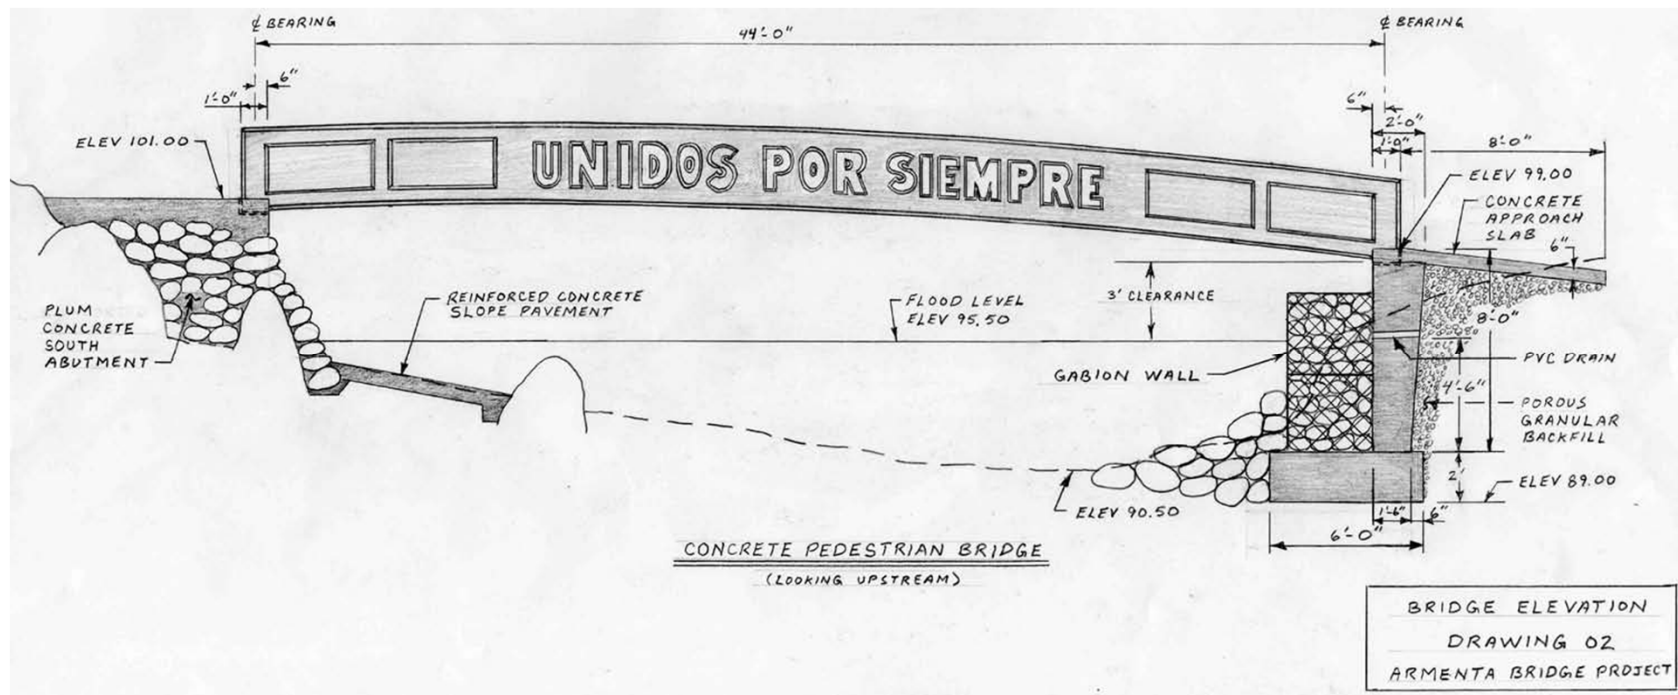 ℄ BEARING
℄ BEARING
44'-0"
6"
1'-0"
6"
2'-0"
1'-0"
8'-0"
ELEV 101.00
UNIDOS POR SIEMPRE
ELEV 99.00
CONCRETE
APPROACH
SLAB
6"
3' CLEARANCE
FLOOD LEVEL
ELEV 95.50
REINFORCED CONCRETE
SLOPE PAVEMENT
PLUM
CONCRETE
SOUTH
ABUTMENT
8'-0"
PVC DRAIN
GABION WALL
4'-6"
POROUS
GRANULAR
BACKFILL
2'
ELEV 89.00
ELEV 90.50
1'-6"
6"
6'-0"
CONCRETE PEDESTRIAN BRIDGE
(LOOKING UPSTREAM)
BRIDGE ELEVATION
DRAWING 02
ARMENTA BRIDGE PROJECT